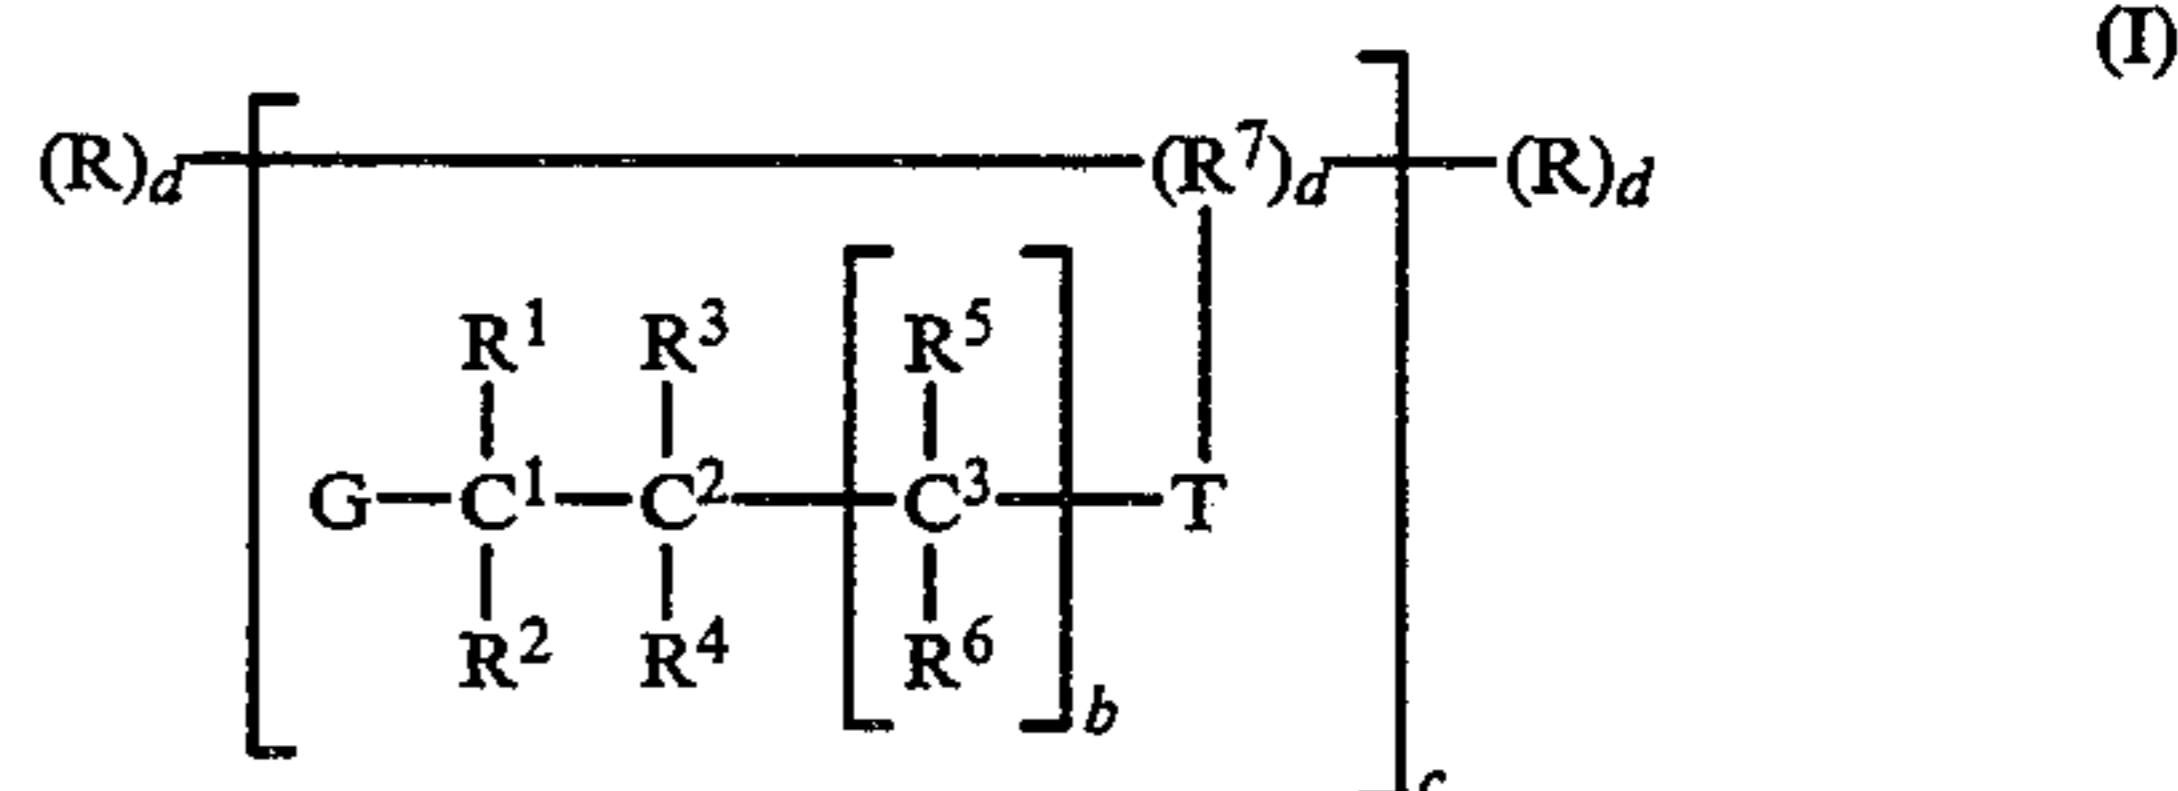 (I)
(R)d (R⁷)d (R)d
R¹ R³ R⁵
G C¹ C² C³ T
R² R⁴ R⁶
b
c